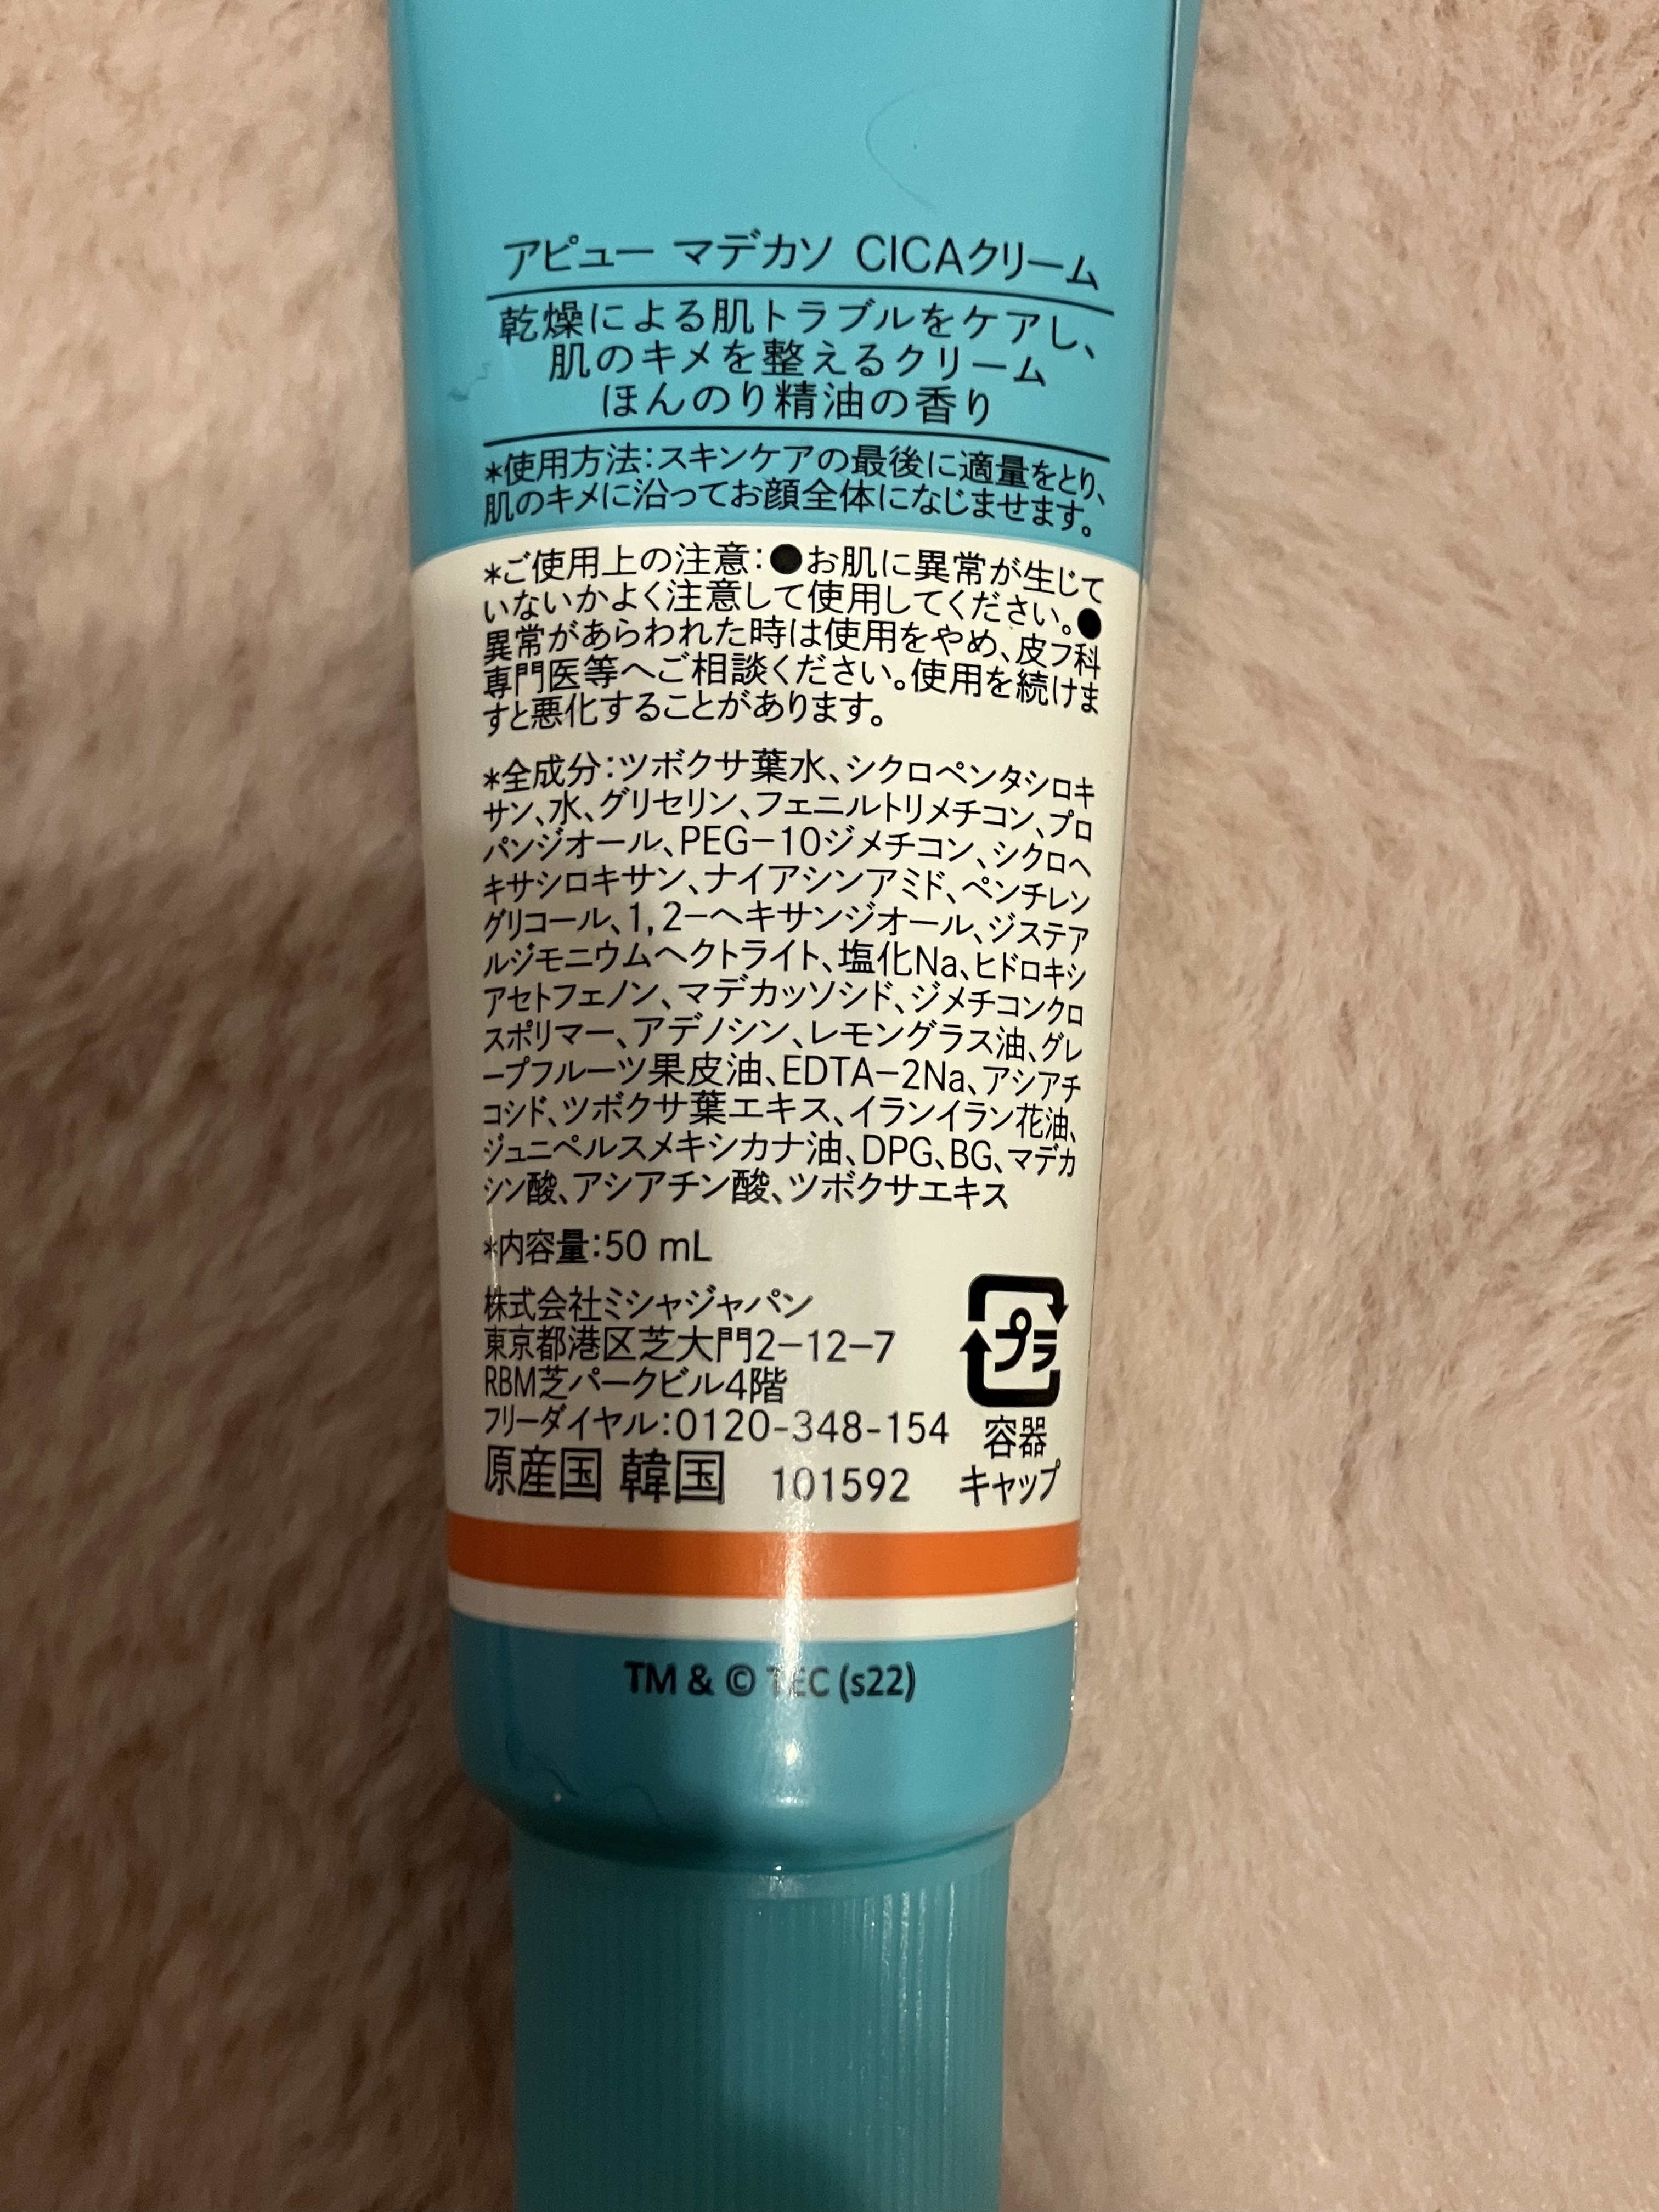 アピュー マデカソ CICAクリーム
乾燥による肌トラブルをケアし、
肌のキメを整えるクリーム
ほんのり精油の香り
*使用方法:スキンケアの最後に適量をとり、
肌のキメに沿ってお顔全体になじませます。
*ご使用上の注意:●お肌に異常が生じて
いないかよく注意して使用してください。●
異常があらわれた時は使用をやめ、皮フ科
専門医等へご相談ください。使用を続けま
すと悪化することがあります。
*全成分:ツボクサ葉水、シクロペンタシロキ
サン、水、グリセリン、フェニルトリメチコン、プロ
パンジオール、PEG-10ジメチコン、シクロヘ
キサシロキサン、ナイアシンアミド、ペンチレン
グリコール、1,2-ヘキサンジオール、ジステア
ルジモニウムヘクトライト、塩化Na、ヒドロキシ
アセトフェノン、マデカッソシド、ジメチコンクロ
スポリマー、アデノシン、レモングラス油、グレ
ープフルーツ果皮油、EDTA-2Na、アシアチ
コシド、ツボクサ葉エキス、イランイラン花油、
ジュニペルスメキシカナ油、DPG、BG、マデカ
シン酸、アシアチン酸、ツボクサエキス
*内容量:50 mL
株式会社ミシャジャパン
東京都港区芝大門2-12-7
RBM芝パークビル4階
フリーダイヤル:0120-348-154
原産国 韓国 101592
プラ
容器
キャップ
TM & © TEC (s22)